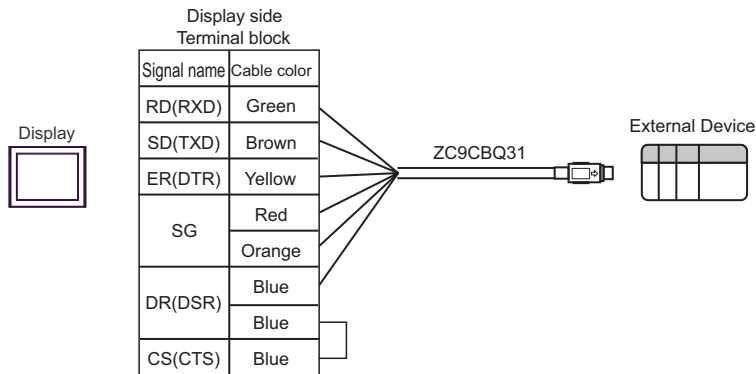 Display side
Terminal block
Signal name Cable color
RD(RXD) Green
SD(TXD) Brown
ER(DTR) Yellow
SG Red
Orange
DR(DSR) Blue
Blue
CS(CTS) Blue
Display
ZC9CBQ31
External Device